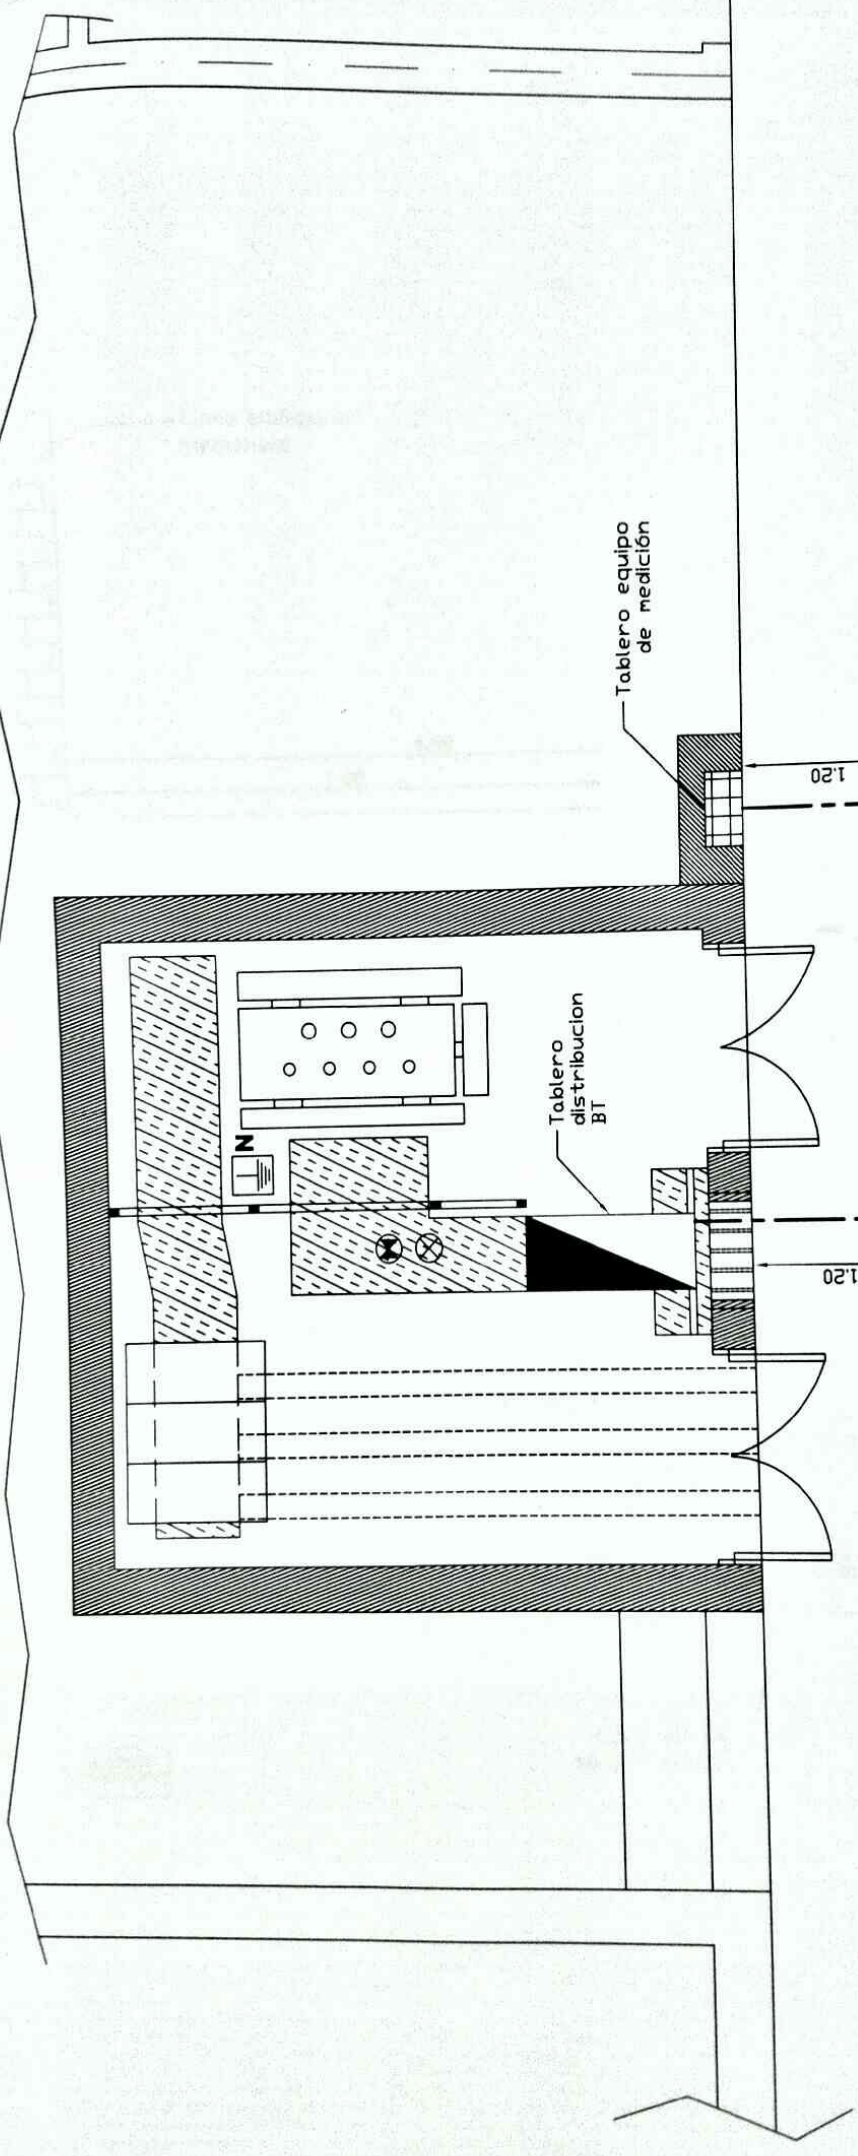 Tablero equipo
de medición
1.20
Tablero
distribucion
BT
N
1.20